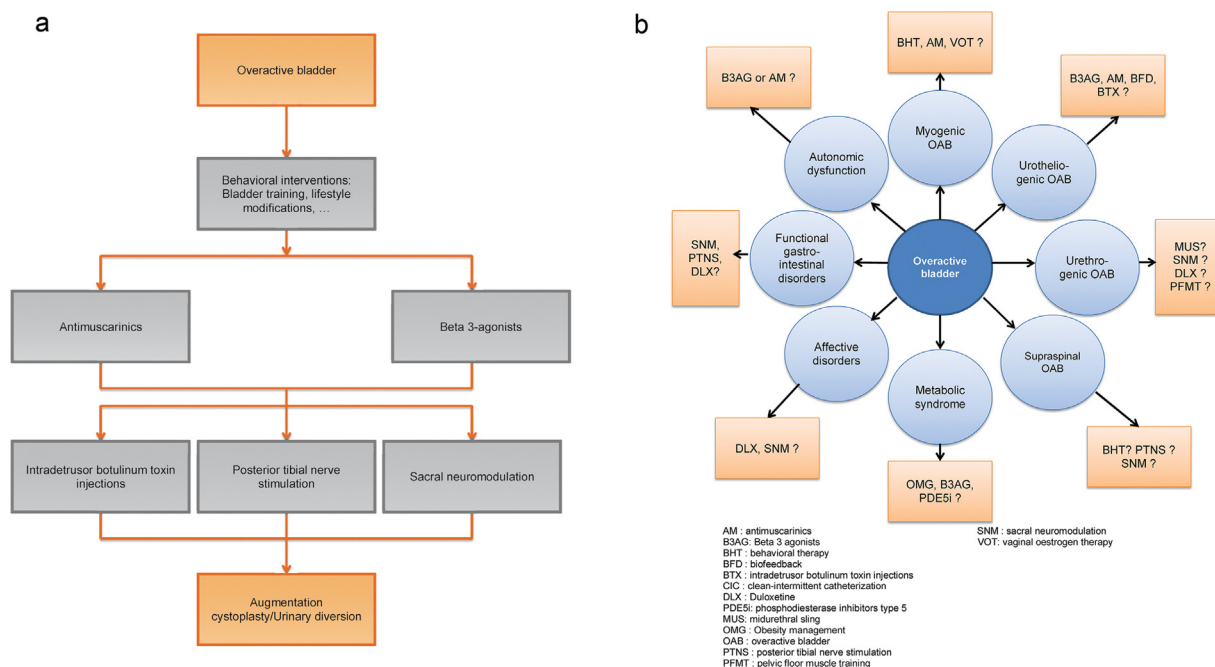 a
Overactive bladder
Behavioral interventions:
Bladder training, lifestyle
modifications, ...
Antimuscarinics
Beta 3-agonists
Intradetrusor botulinum toxin
injections
Posterior tibial nerve
stimulation
Sacral neuromodulation
Augmentation
cystoplasty/Urinary diversion
b
BHT, AM, VOT ?
B3AG or AM ?
B3AG, AM, BFD,
BTX ?
Myogenic
OAB
Autonomic
dysfunction
Urothelio-
genic OAB
SNM,
PTNS,
DLX?
Functional
gastro-
intestinal
disorders
Overactive
bladder
Urethro-
genic OAB
MUS?
SNM ?
DLX ?
PFMT ?
Affective
disorders
Metabolic
syndrome
Supraspinal
OAB
DLX, SNM ?
OMG, B3AG,
PDE5i ?
BHT? PTNS ?
SNM ?
AM : antimuscarinics
B3AG: Beta 3 agonists
BHT : behavioral therapy
BFD : biofeedback
BTX : intradetrusor botulinum toxin injections
CIC : clean-intermittent catheterization
DLX : Duloxetine
PDE5i: phosphodiesterase inhibitors type 5
MUS: midurethral sling
OMG : Obesity management
OAB : overactive bladder
PTNS : posterior tibial nerve stimulation
PFMT : pelvic floor muscle training
SNM : sacral neuromodulation
VOT: vaginal oestrogen therapy